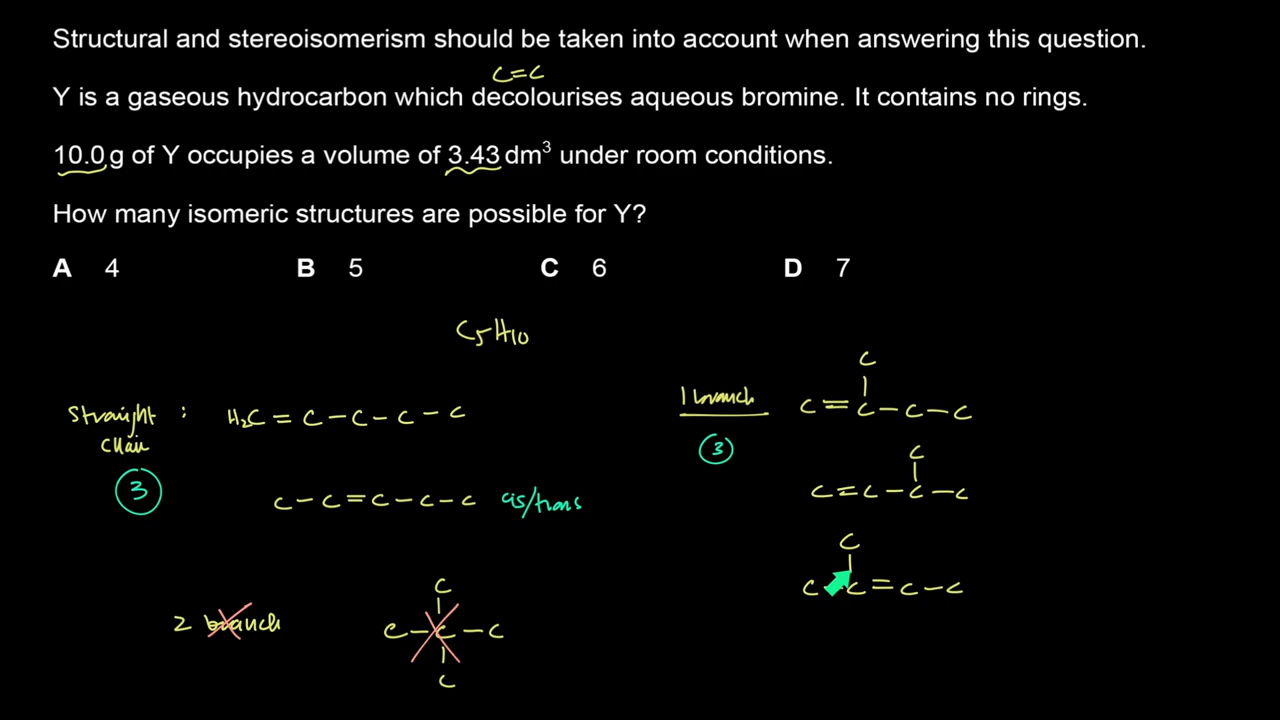 Structural and stereoisomerism should be taken into account when answering this question.
C=C
Y is a gaseous hydrocarbon which decolourises aqueous bromine. It contains no rings.
10.0 g of Y occupies a volume of 3.43 dm³ under room conditions.
How many isomeric structures are possible for Y?
A 4 B 5 C 6 D 7
C5H10
Straight Chain :
H2C = C - C - C - C
3
C - C = C - C - C cis/trans
2 branch
C
C - C - C
C
1 branch
3
C
C = C - C - C
C
C = C - C - C
C
C - C = C - C